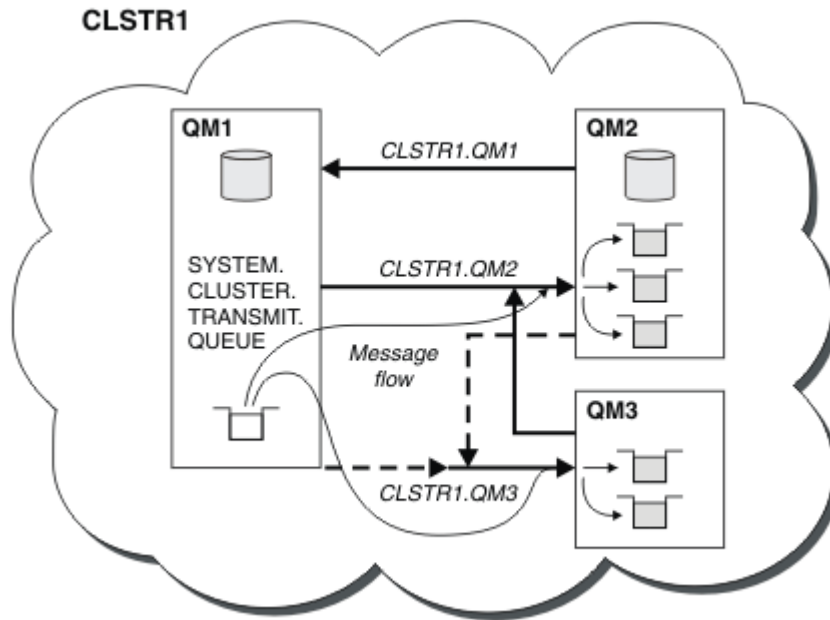 CLSTR1
QM1
CLSTR1.QM1
QM2
SYSTEM.
CLUSTER.
TRANSMIT.
QUEUE
CLSTR1.QM2
Message
flow
QM3
CLSTR1.QM3